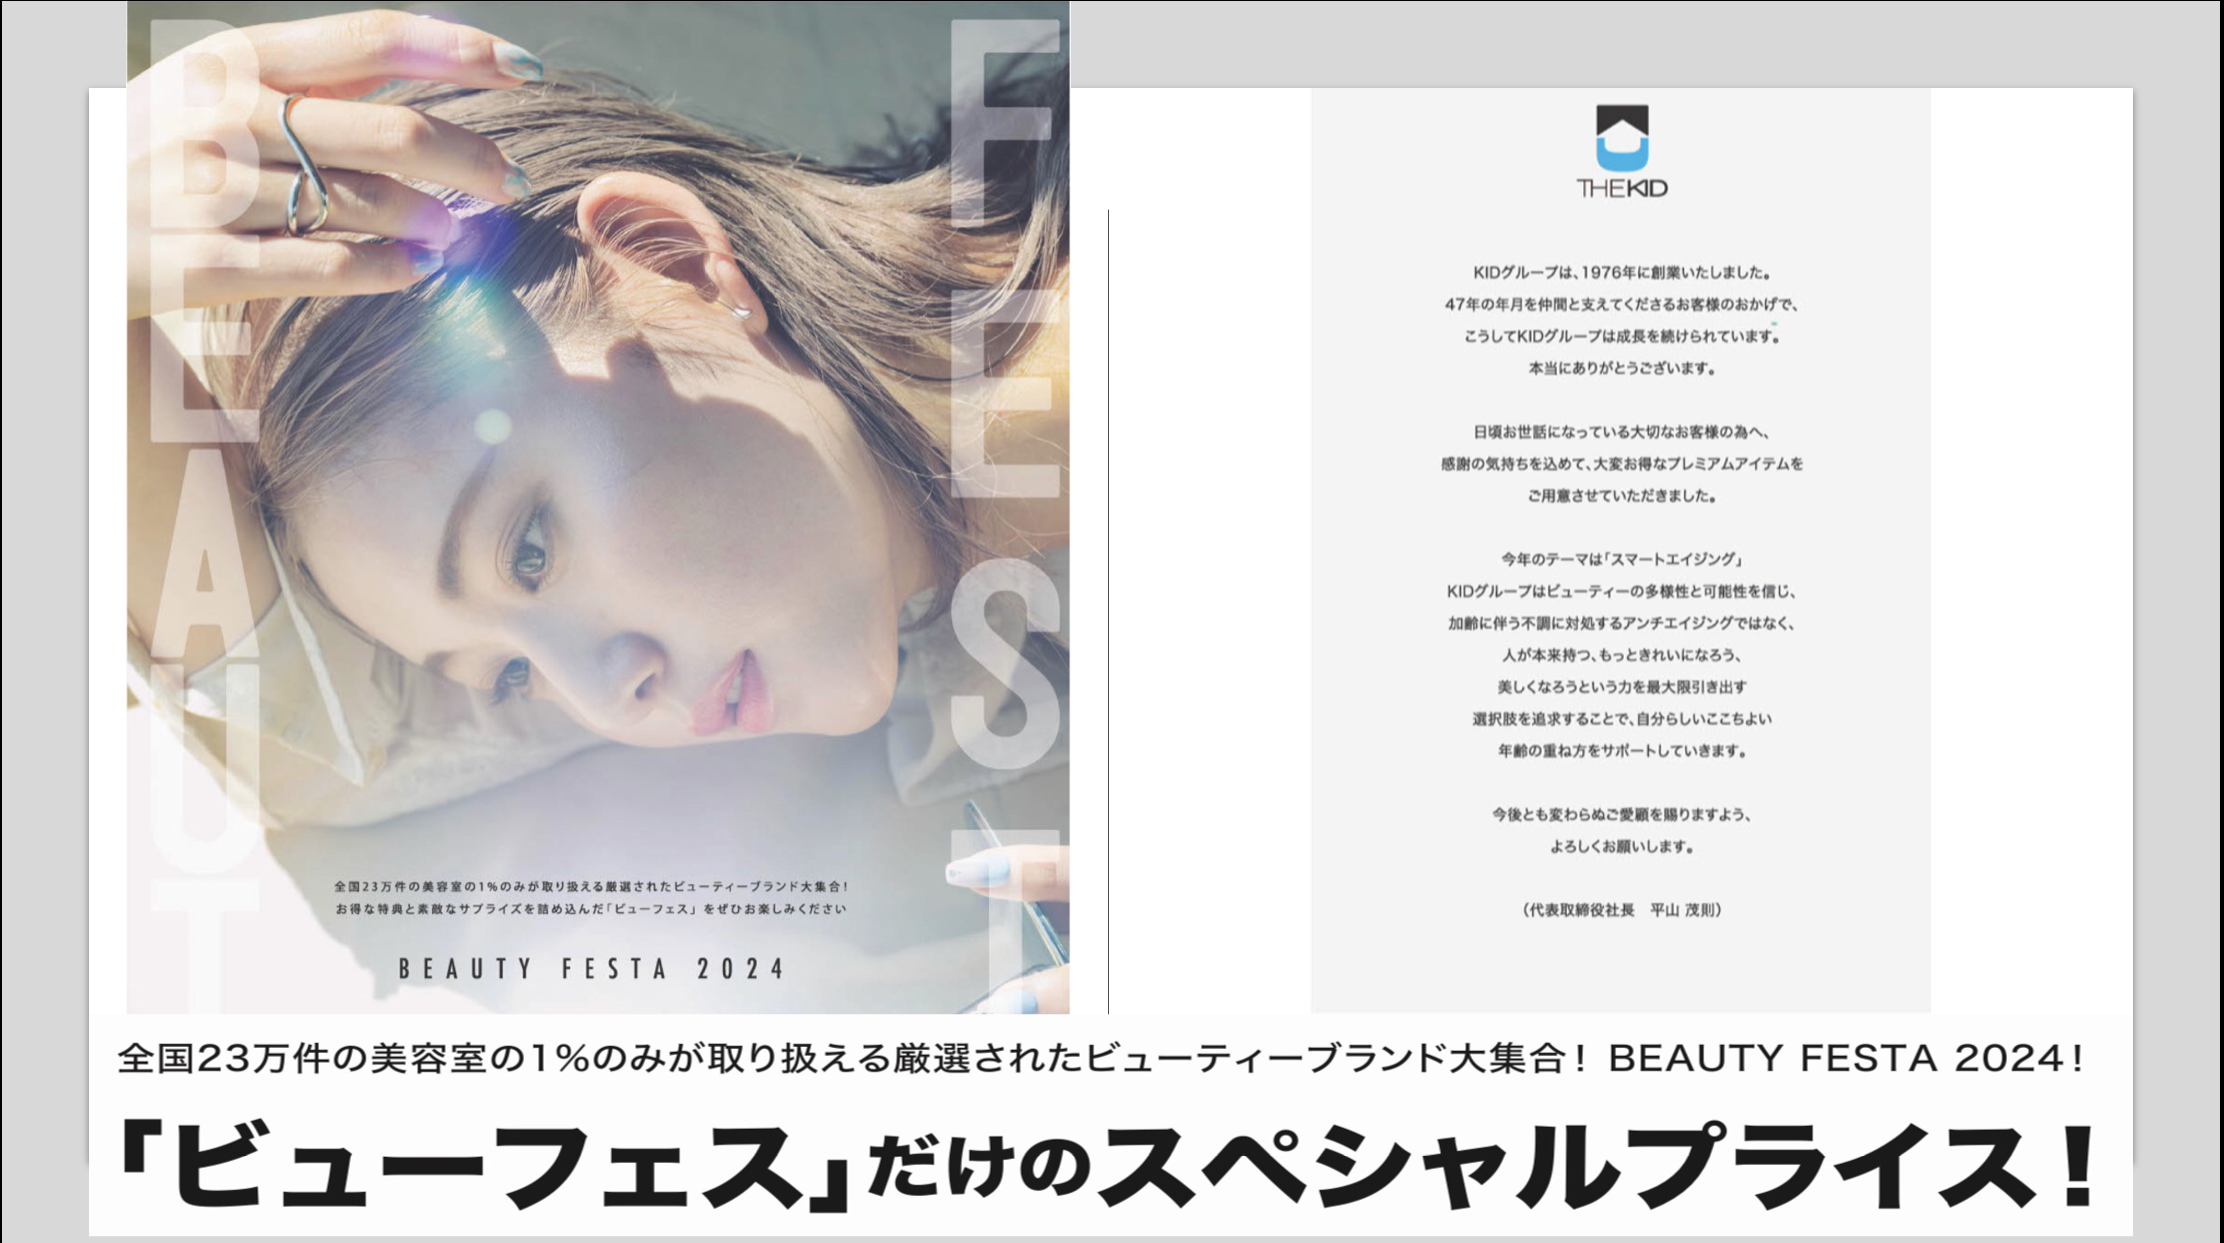 BEAUT
FEST
全国23万件の美容室の1%のみが取り扱える厳選されたビューティーブランド大集合!
お得な特典と素敵なサプライズを詰め込んだ「ビューフェス」をぜひお楽しみください
BEAUTY FESTA 2024
THEKID
KIDグループは、1976年に創業いたしました。
47年の年月を仲間と支えてくださるお客様のおかげで、
こうしてKIDグループは成長を続けられています。
本当にありがとうございます。
日頃お世話になっている大切なお客様の為へ、
感謝の気持ちを込めて、大変お得なプレミアムアイテムを
ご用意させていただきました。
今年のテーマは「スマートエイジング」
KIDグループはビューティーの多様性と可能性を信じ、
加齢に伴う不調に対処するアンチエイジングではなく、
人が本来持つ、もっときれいになろう、
美しくなろうという力を最大限引き出す
選択肢を追求することで、自分らしいここちよい
年齢の重ね方をサポートしていきます。
今後とも変わらぬご愛顧を賜りますよう、
よろしくお願いします。
(代表取締役社長 平山 茂則)
全国23万件の美容室の1%のみが取り扱える厳選されたビューティーブランド大集合! BEAUTY FESTA 2024!
「ビューフェス」だけのスペシャルプライス!